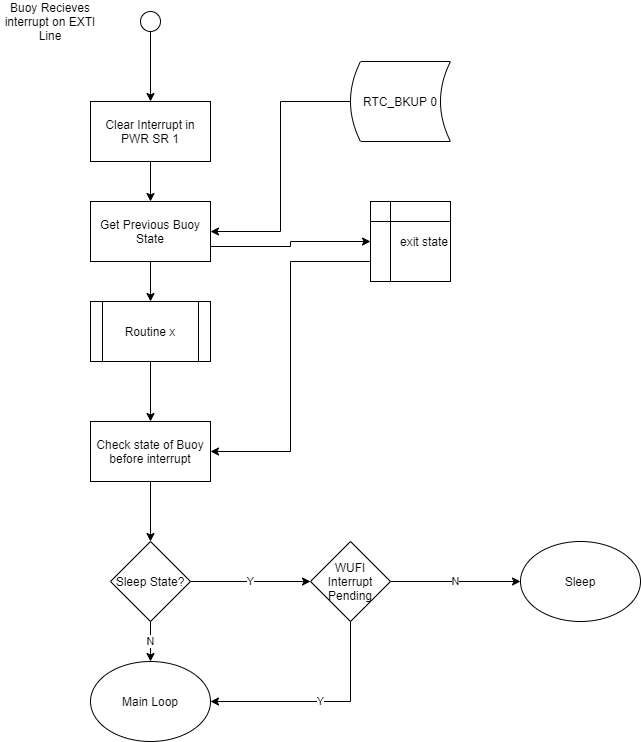 Buoy Recieves
interrupt on EXTI
Line
Clear Interrupt in
PWR SR 1
RTC_BKUP 0
Get Previous Buoy
State
exit state
Routine x
Check state of Buoy
before interrupt
Sleep State?
Y
WUFI
Interrupt
Pending
N
Sleep
N
Main Loop
Y